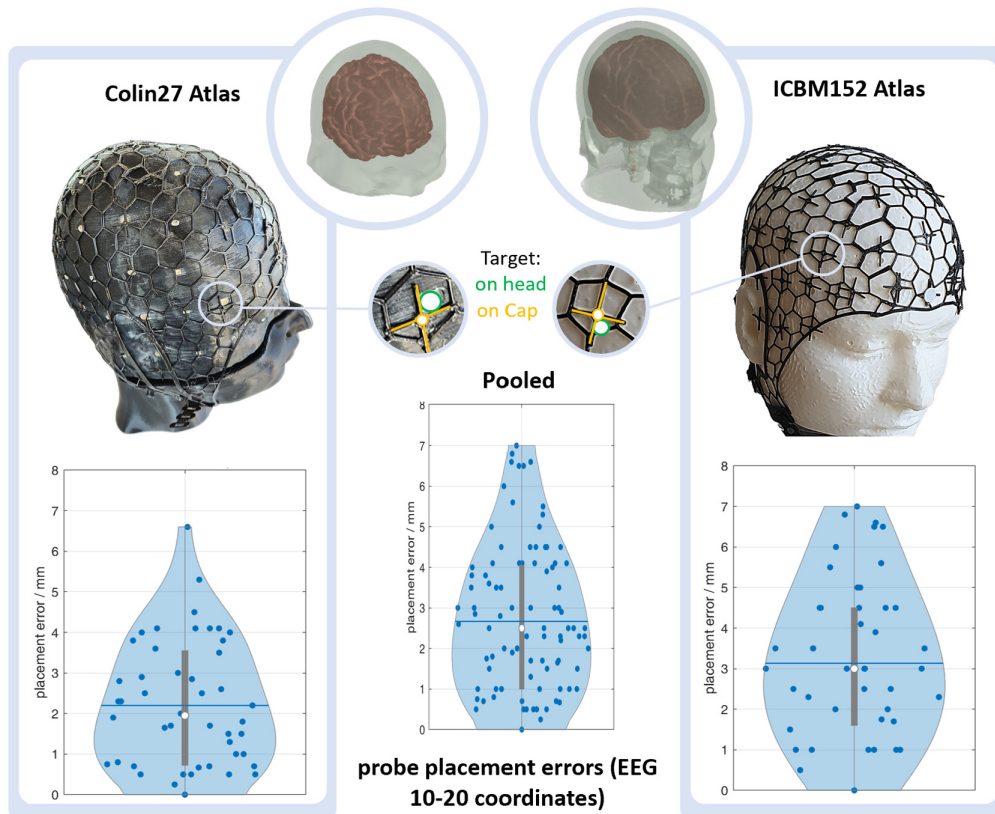 Colin27 Atlas
ICBM152 Atlas
Target:
on head
on Cap
Pooled
8
7
6
5
4
3
2
1
0
placement error / mm
8
7
6
5
4
3
2
1
0
placement error / mm
8
7
6
5
4
3
2
1
0
placement error / mm
probe placement errors (EEG
10-20 coordinates)